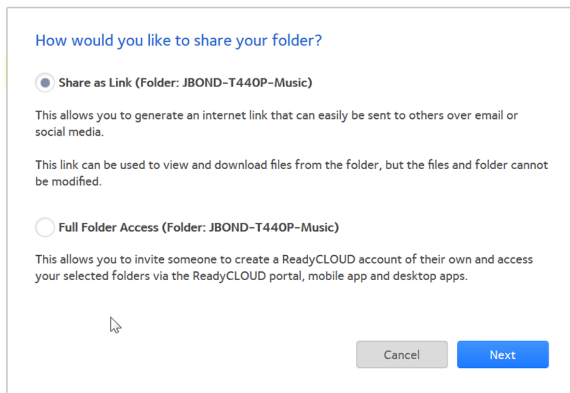 How would you like to share your folder?
Share as Link (Folder: JBOND-T440P-Music)
This allows you to generate an internet link that can easily be sent to others over email or
social media.
This link can be used to view and download files from the folder, but the files and folder cannot
be modified.
Full Folder Access (Folder: JBOND-T440P-Music)
This allows you to invite someone to create a ReadyCLOUD account of their own and access
your selected folders via the ReadyCLOUD portal, mobile app and desktop apps.
Cancel Next